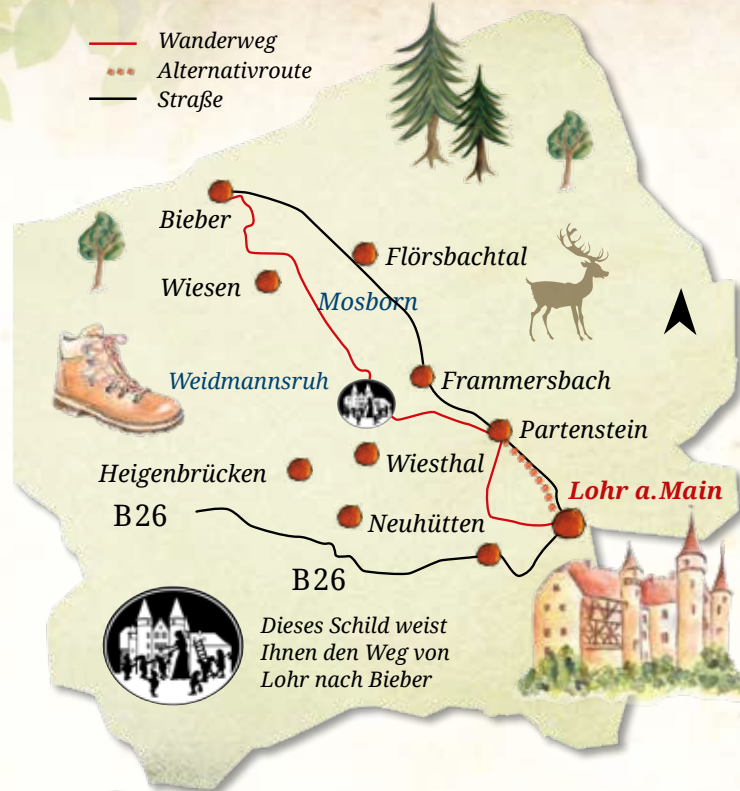 Wanderweg
Alternativroute
Straße
Bieber
Flörsbachtal
Wiesen
Mosborn
Weidmannsruh
Frammersbach
Partenstein
Wiesthal
Heigenbrücken
Lohr a.Main
B26
Neuhütten
B26
Dieses Schild weist
Ihnen den Weg von
Lohr nach Bieber